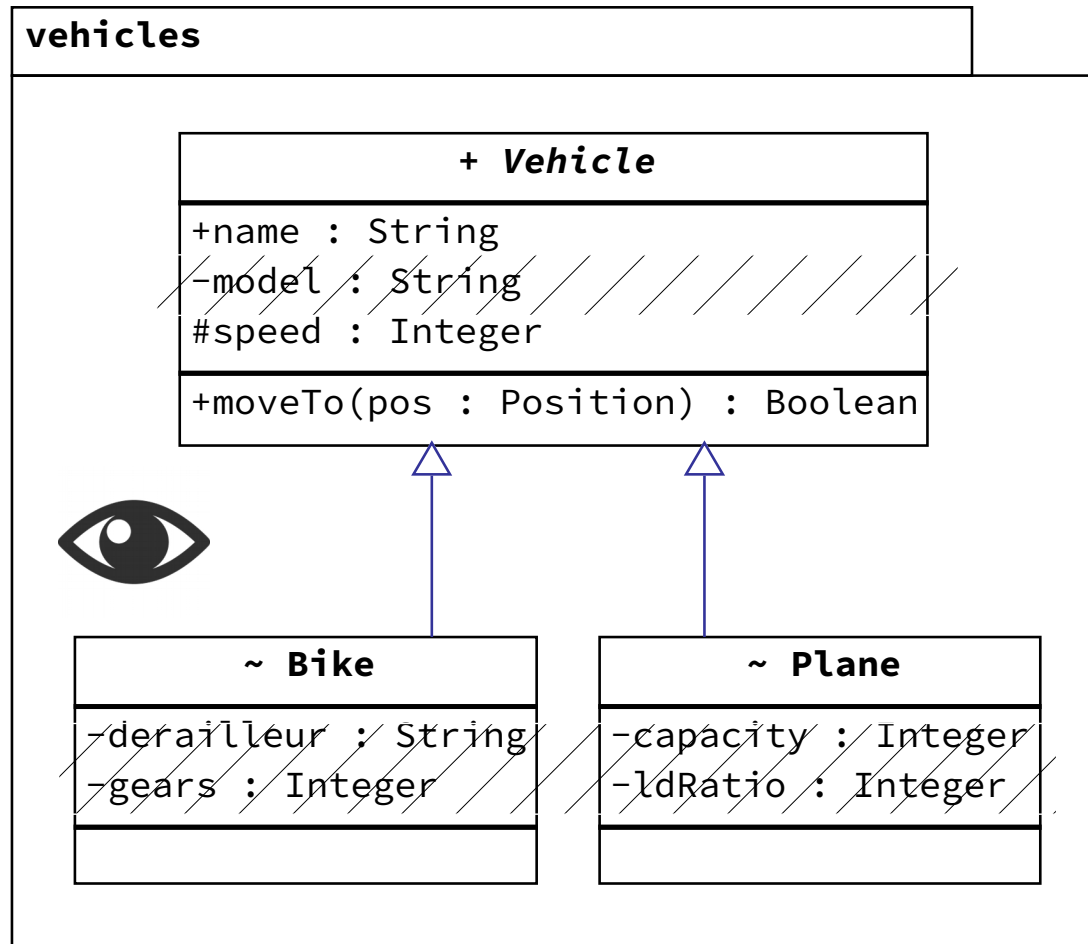 vehicles
+ Vehicle
+name : String
-model : String
#speed : Integer
+moveTo(pos : Position) : Boolean
~ Bike
-derailleur : String
-gears : Integer
~ Plane
-capacity : Integer
-ldRatio : Integer